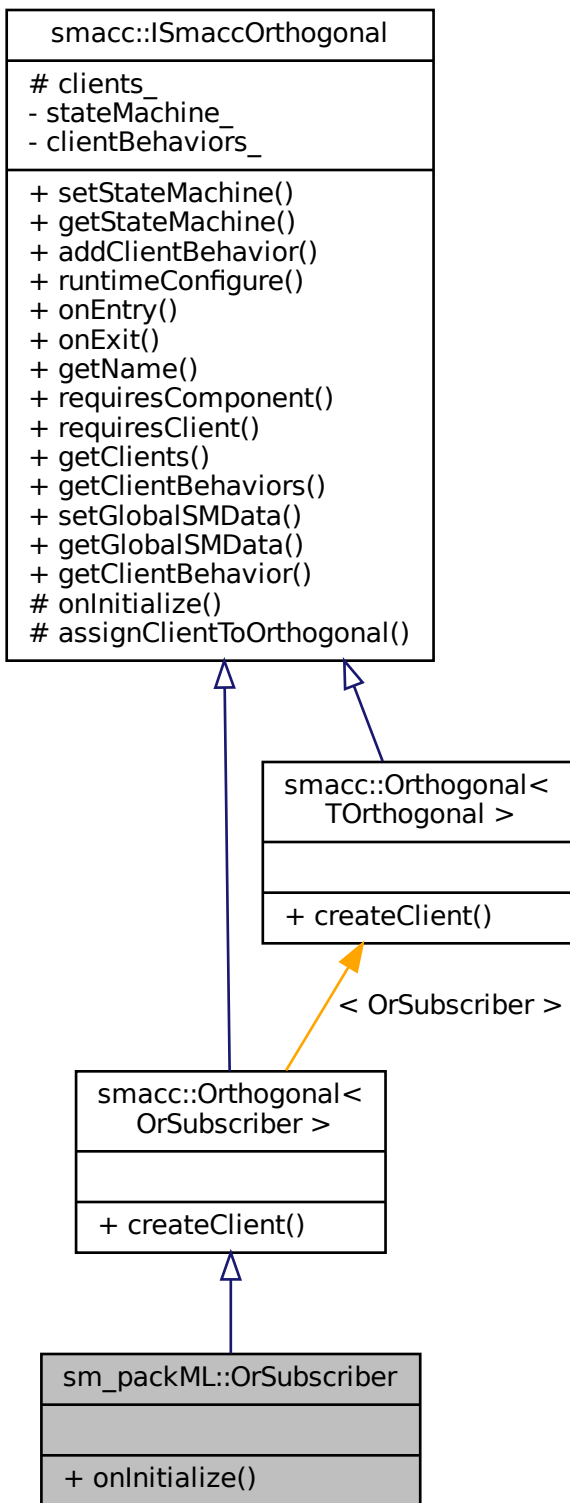 smacc::ISmaccOrthogonal
# clients_
- stateMachine_
- clientBehaviors_
+ setStateMachine()
+ getStateMachine()
+ addClientBehavior()
+ runtimeConfigure()
+ onEntry()
+ onExit()
+ getName()
+ requiresComponent()
+ requiresClient()
+ getClients()
+ getClientBehaviors()
+ setGlobalSMData()
+ getGlobalSMData()
+ getClientBehavior()
# onInitialize()
# assignClientToOrthogonal()
smacc::Orthogonal<
TOrthogonal >
+ createClient()
< OrSubscriber >
smacc::Orthogonal<
OrSubscriber >
+ createClient()
sm_packML::OrSubscriber
+ onInitialize()